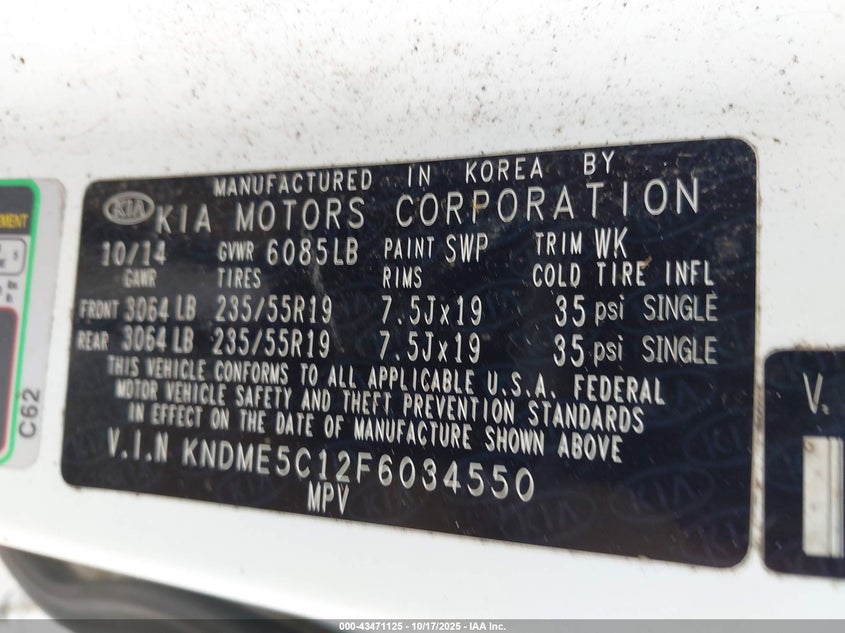 MANUFACTURED IN KOREA BY
KIA KIA MOTORS CORPORATION
10/14 GVWR 6085LB PAINT SWP TRIM WK
GAWR TIRES RIMS COLD TIRE INFL
FRONT 3064 LB 235/55R19 7.5Jx19 35 psi SINGLE
REAR 3064 LB 235/55R19 7.5Jx19 35 psi SINGLE
THIS VEHICLE CONFORMS TO ALL APPLICABLE U.S.A. FEDERAL
MOTOR VEHICLE SAFETY AND THEFT PREVENTION STANDARDS
IN EFFECT ON THE DATE OF MANUFACTURE SHOWN ABOVE
V.I.N KNDME5C12F6034550
MPV
C62
V.
000-43471125 - 10/17/2025 - IAA Inc.